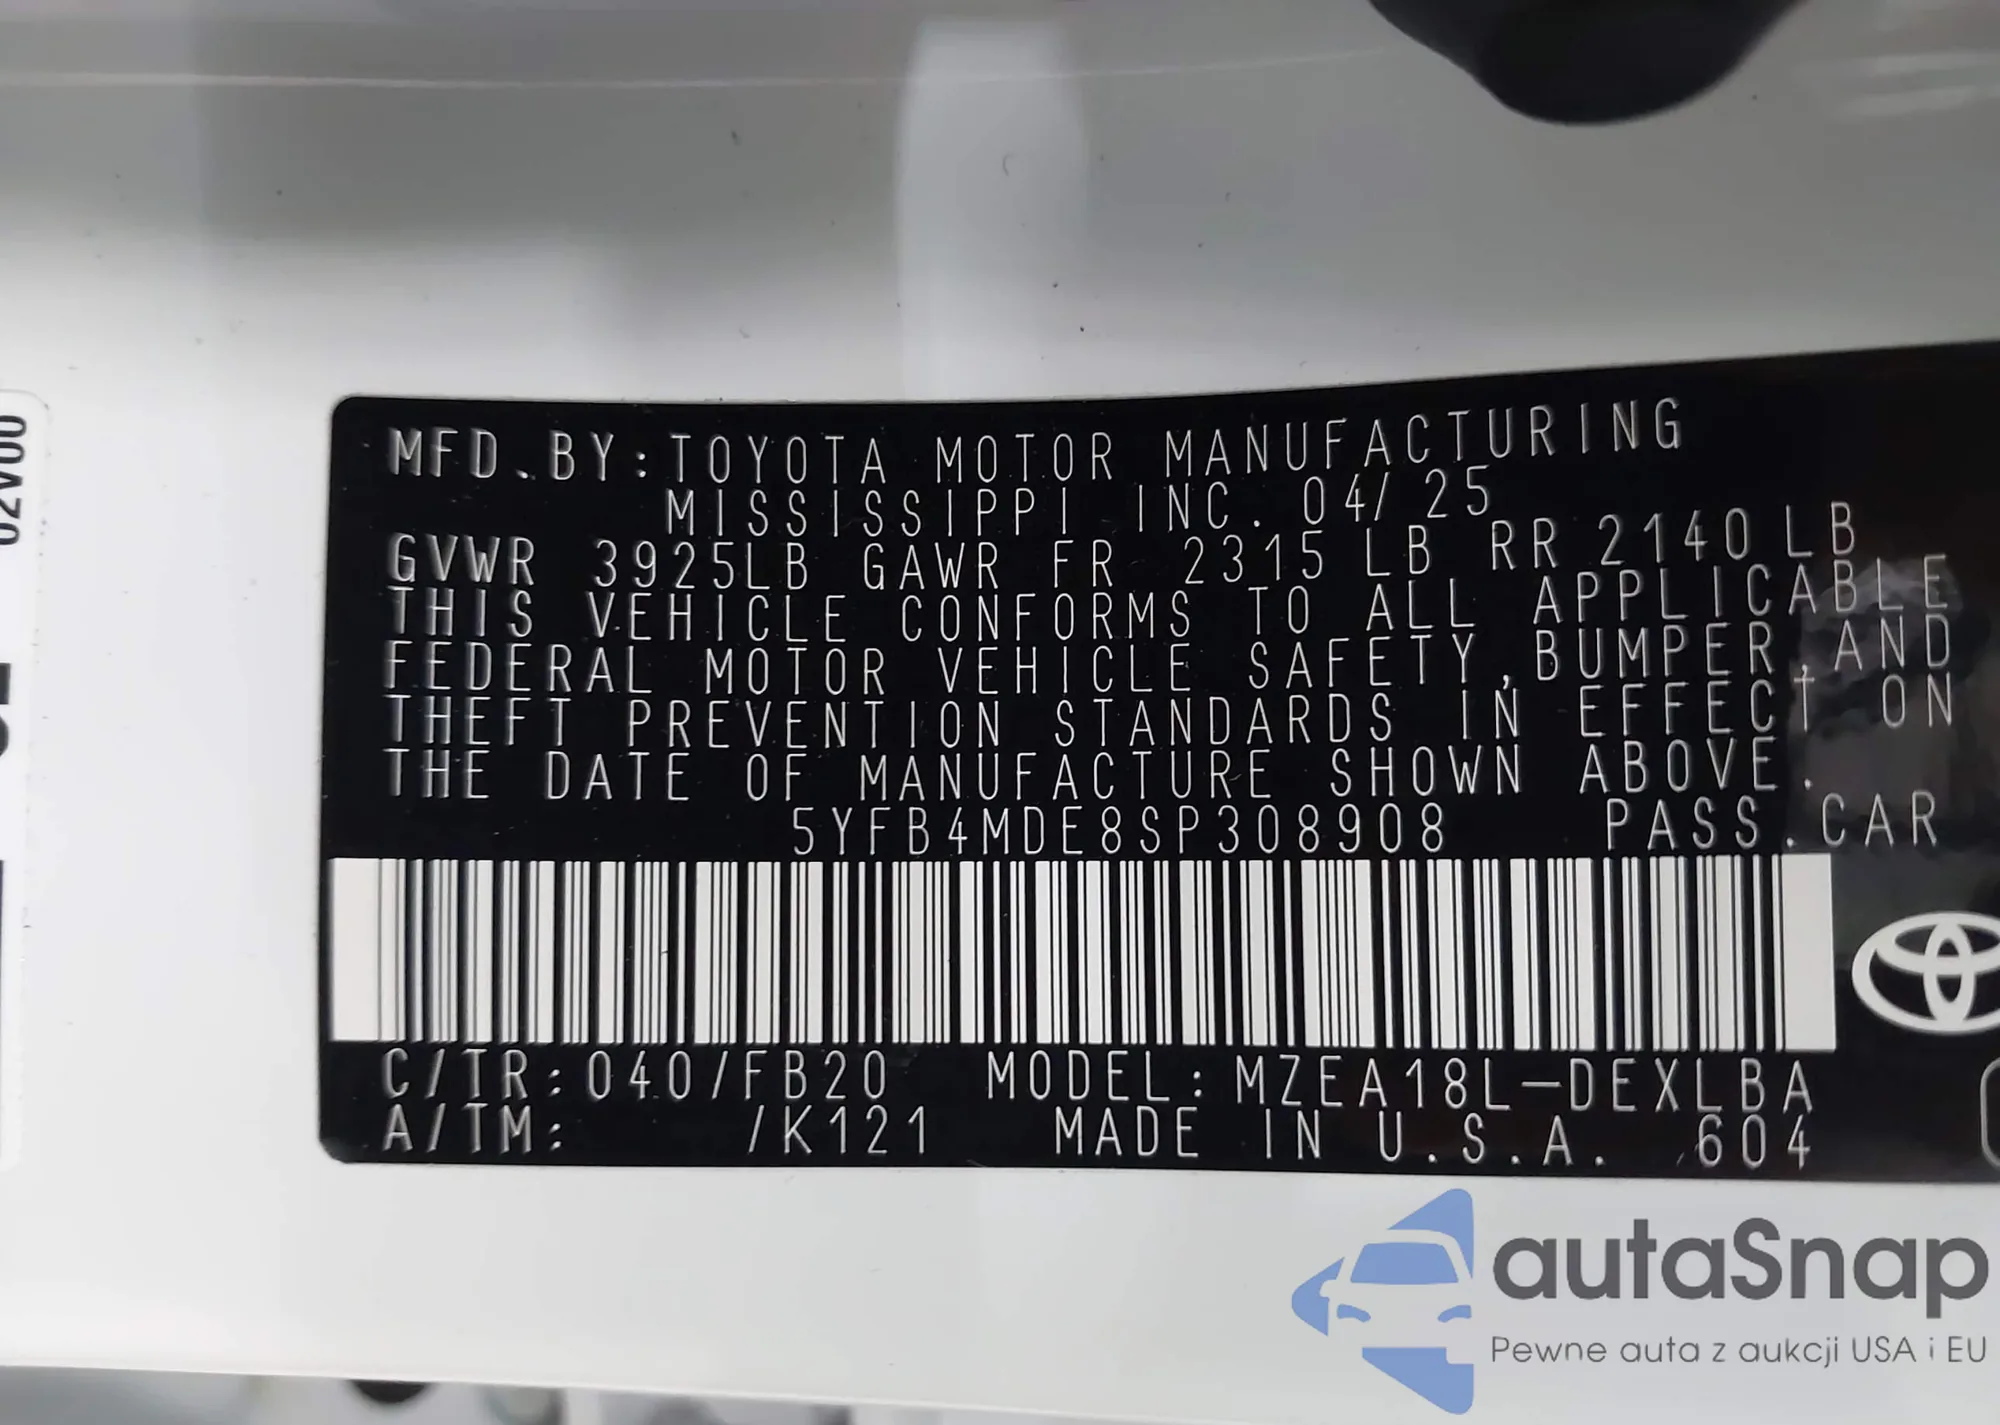 MFD.BY:TOYOTA MOTOR MANUFACTURING
MISSISSIPPI INC. 04/25
GVWR 3925LB GAWR FR 2315 LB RR 2140 LB
THIS VEHICLE CONFORMS TO ALL APPLICABLE
FEDERAL MOTOR VEHICLE SAFETY,BUMPER,AND
THEFT PREVENTION STANDARDS IN EFFECT ON
THE DATE OF MANUFACTURE SHOWN ABOVE.
5YFB4MDE8SP308908 PASS.CAR
C/TR:040/FB20 MODEL: MZEA18L-DEXLBA
A/TM: /K121 MADE IN U.S.A. 604
02V00
autaSnap
Pewne auta z aukcji USA i EU